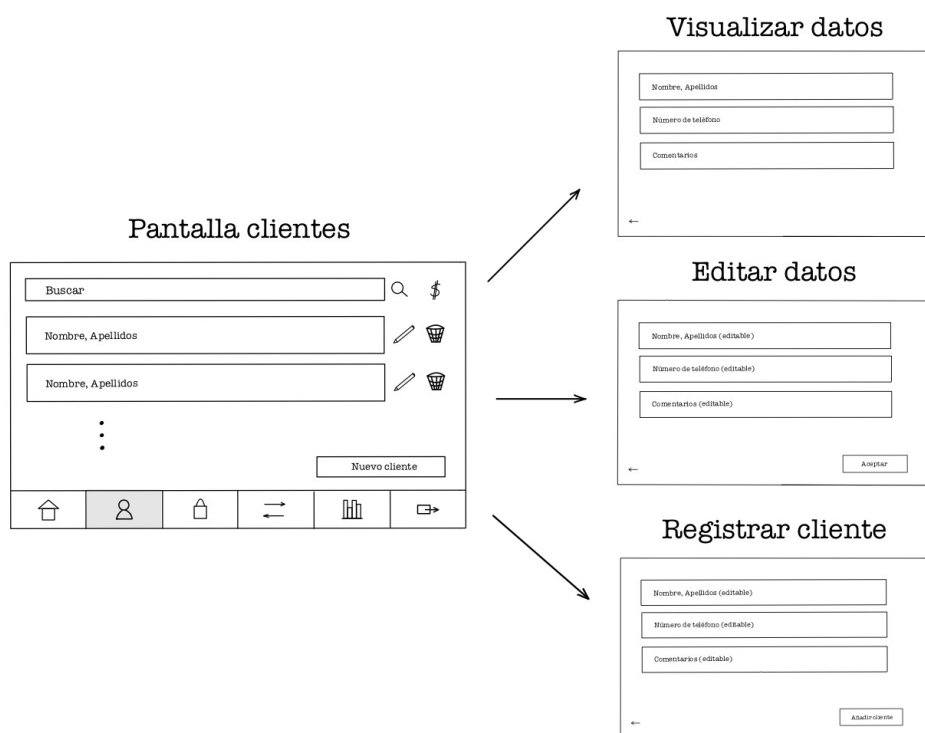 Visualizar datos
Nombre, Apellidos
Número de teléfono
Comentarios
←
Pantalla clientes
Buscar
$
Nombre, Apellidos
Nombre, Apellidos
Nuevo cliente
Editar datos
Nombre, Apellidos (editable)
Número de teléfono (editable)
Comentarios (editable)
Aceptar
←
Registrar cliente
Nombre, Apellidos (editable)
Número de teléfono (editable)
Comentarios (editable)
Añadir cliente
←